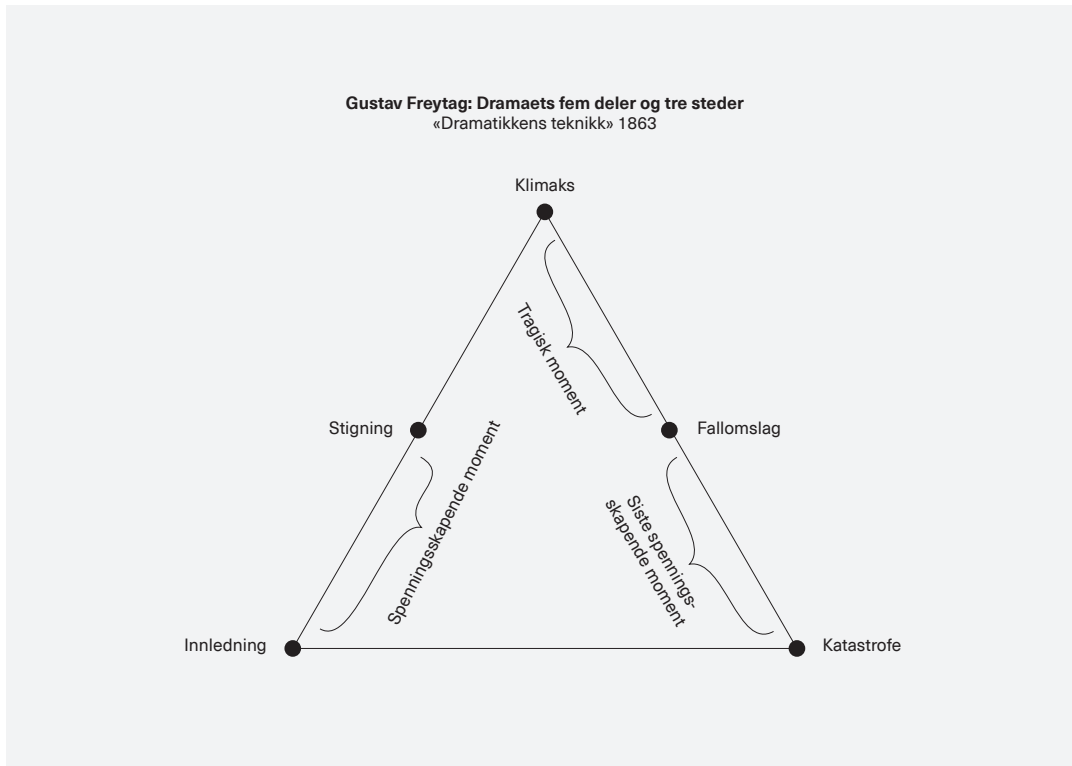 Gustav Freytag: Dramaets fem deler og tre steder
«Dramatikkens teknikk» 1863
Klimaks
Tragisk moment
Stigning
Fallomslag
Spenningsskapende moment
Siste spennings-
skapende moment
Innledning
Katastrofe